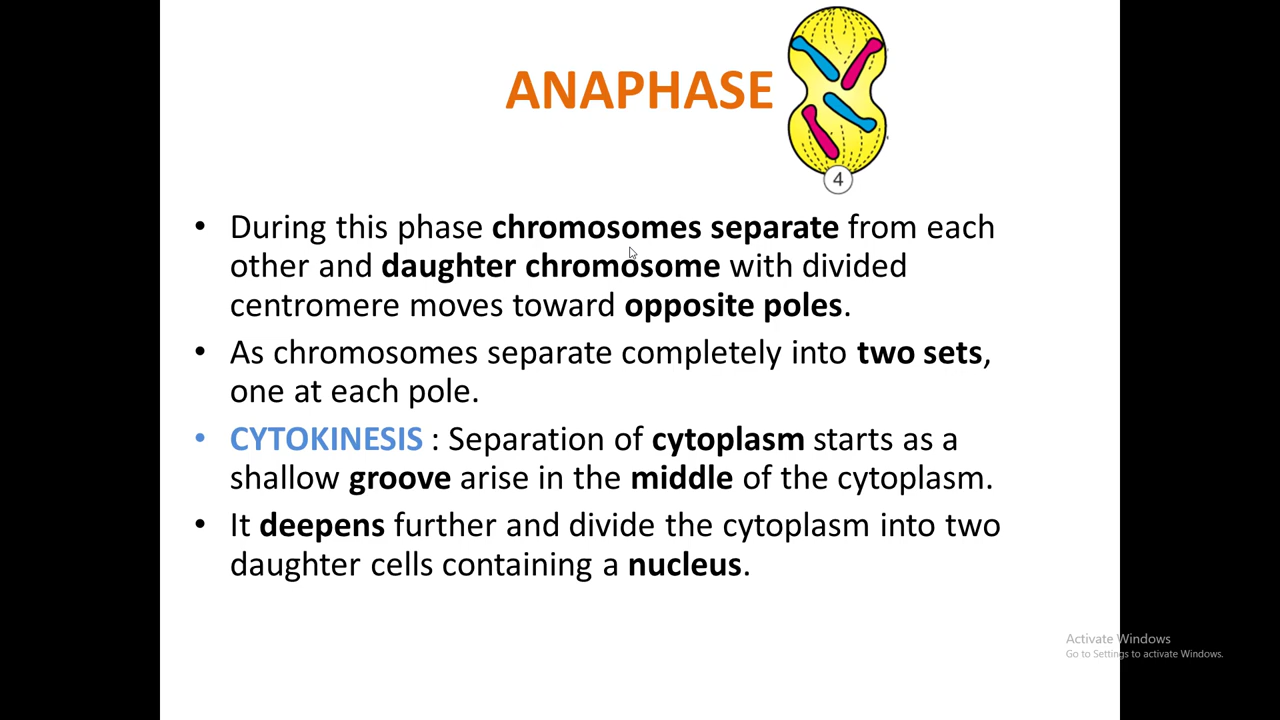 ANAPHASE
4
• During this phase chromosomes separate from each
other and daughter chromosome with divided
centromere moves toward opposite poles.
• As chromosomes separate completely into two sets,
one at each pole.
• CYTOKINESIS : Separation of cytoplasm starts as a
shallow groove arise in the middle of the cytoplasm.
• It deepens further and divide the cytoplasm into two
daughter cells containing a nucleus.
Activate Windows
Go to Settings to activate Windows.